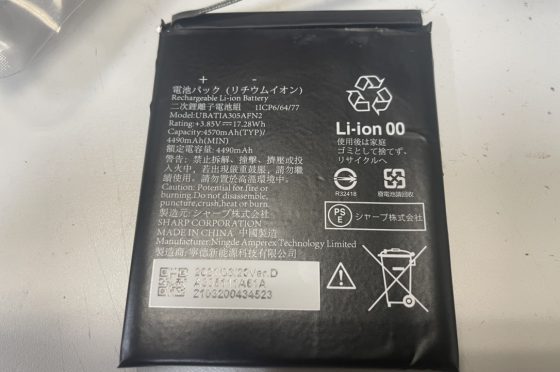 + -
電池パック (リチウムイオン)
Rechargeable Li-ion Battery
二次鋰離子電池組 1ICP6/64/77
Model:UBATIA305AFN2
Rating:+3.85V⎓17.28Wh
Capacity:4570mAh(TYP)/
4490mAh(MIN)
額定電容量:4490mAh
警告: 禁止拆解、撞擊、擠壓或投
入火中，若出現嚴重鼓脹，請勿繼
續使用。請勿置於高溫環境中。
Caution: Potential for fire or
burning.Do not disassemble,
puncture,crush,heat or burn.
製造元: シャープ株式会社
SHARP CORPORATION
MADE IN CHINA 中國製造
Manufacturer,Ningde Amperex Technology Limited
製造商: 寧德新能源科技有限公司
Ver.D
2103200434523
Li-ion 00
使用後は家庭
ゴミとして捨てず、
リサイクルへ
R32418
廢電池請回收
PS
E
シャープ株式会社